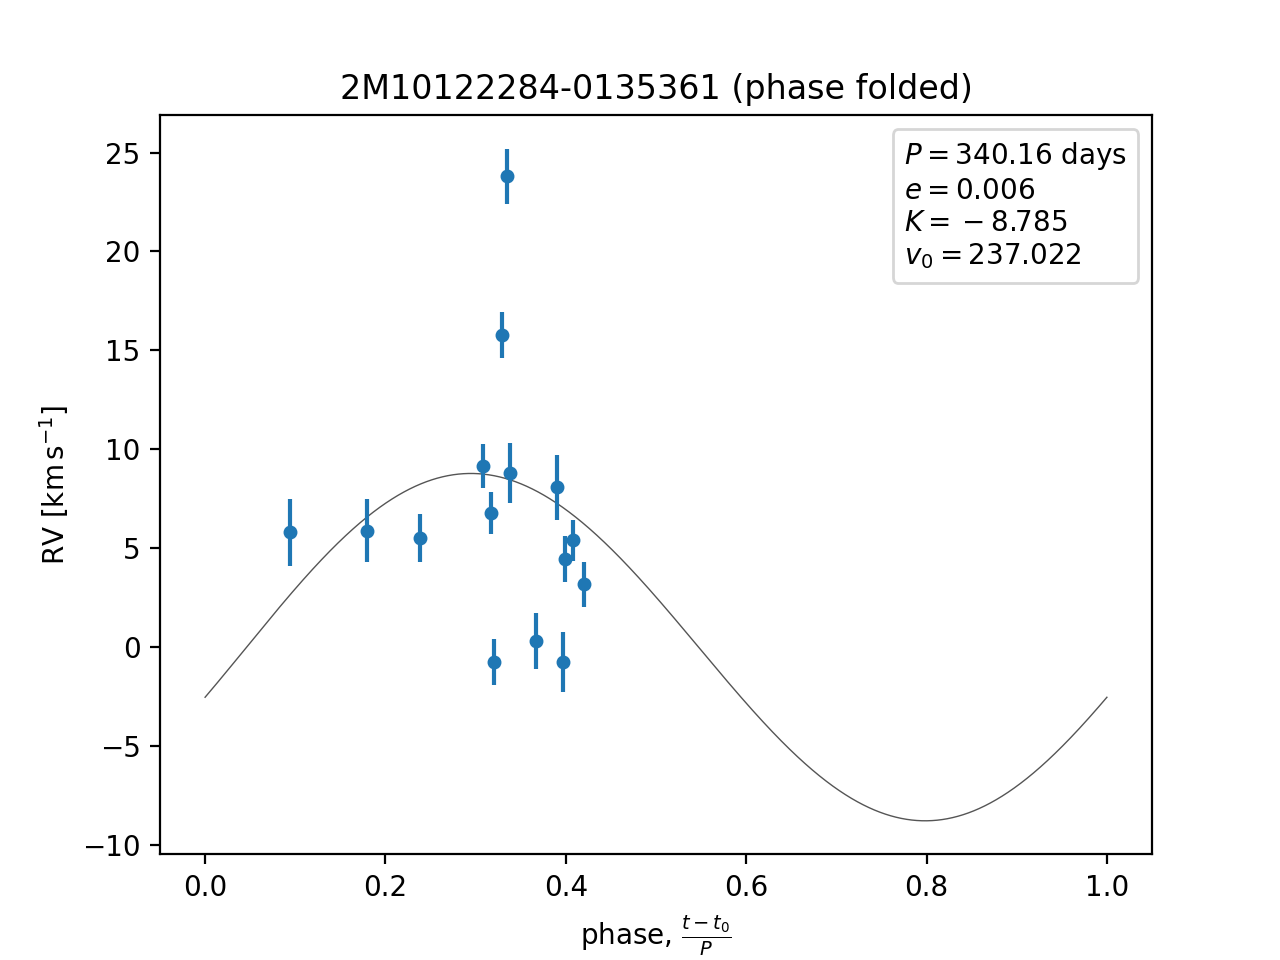 2M10122284-0135361 (phase folded)
P = 340.16 days
e = 0.006
K = −8.785
v₀ = 237.022
RV [km s⁻¹]
25
20
15
10
5
0
−5
−10
0.0 0.2 0.4 0.6 0.8 1.0
phase, (t − t₀)/P